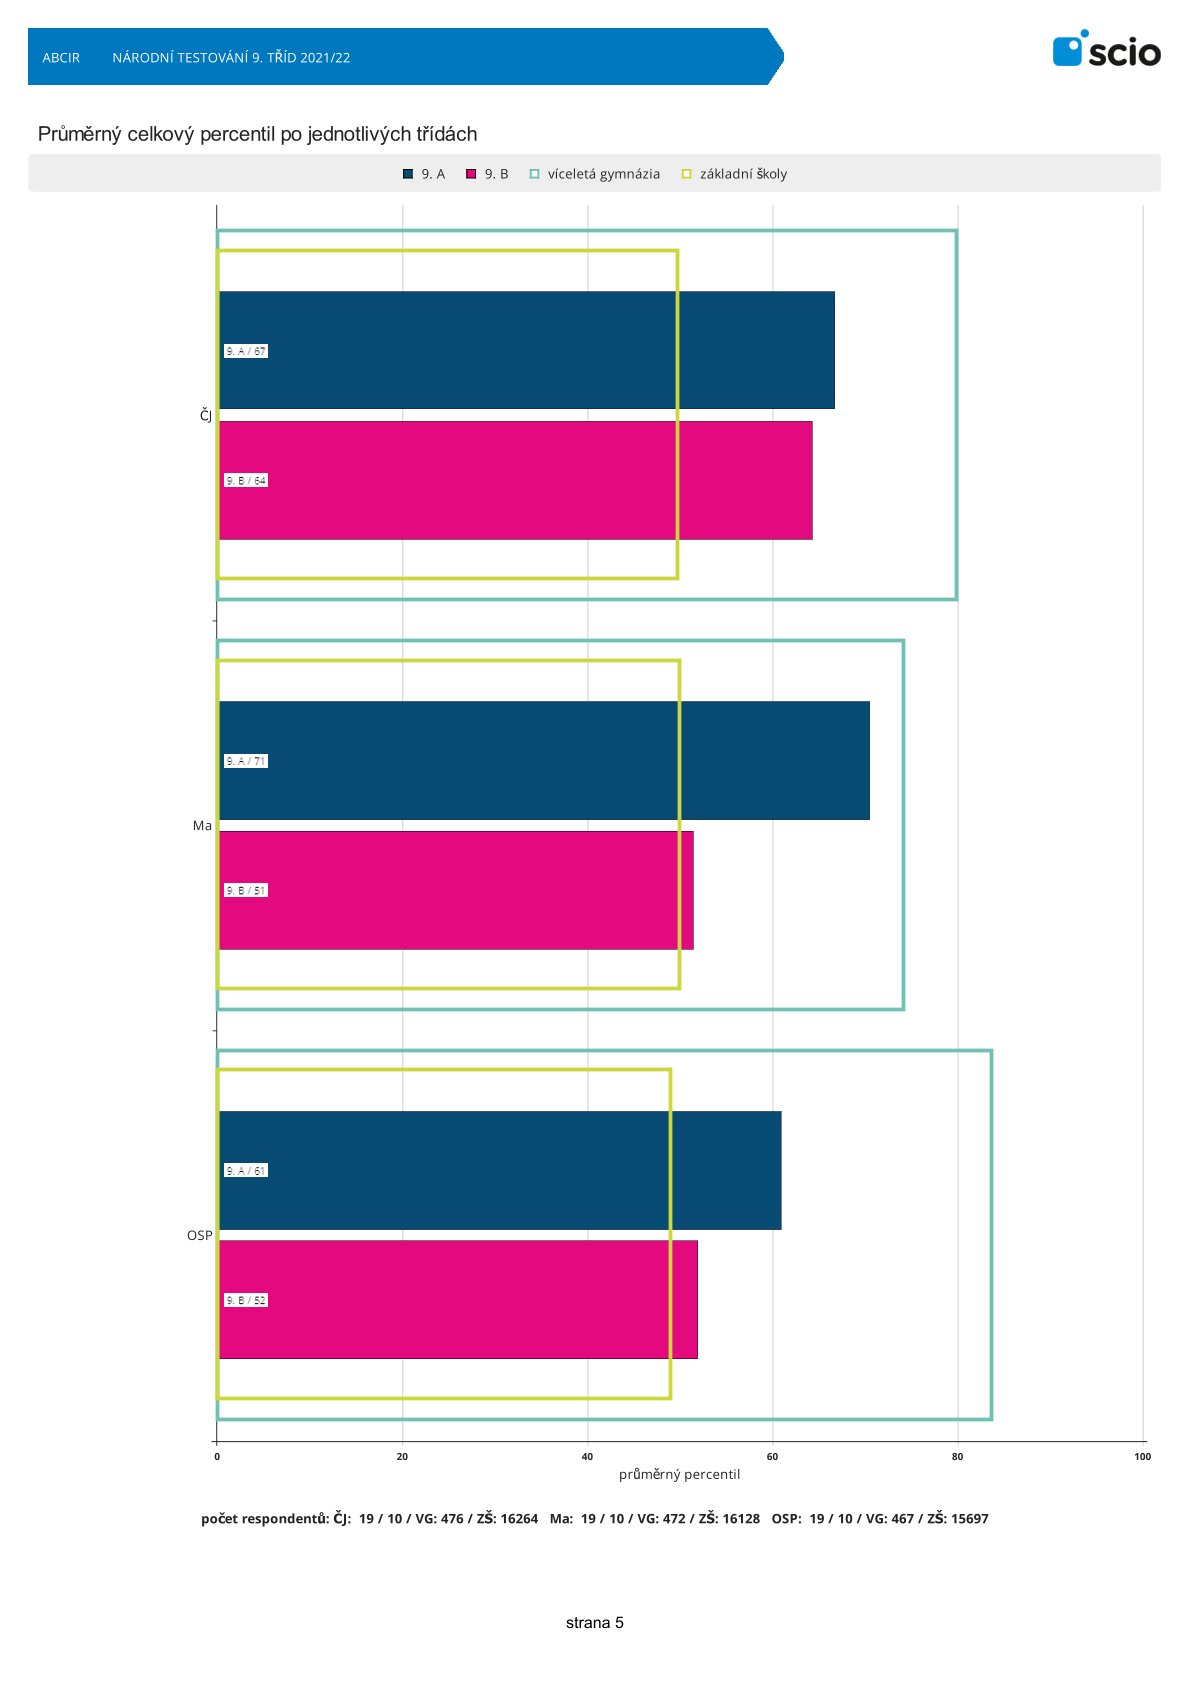 ABCIR NÁRODNÍ TESTOVÁNÍ 9. TŘÍD 2021/22
scio
Průměrný celkový percentil po jednotlivých třídách
9. A 9. B víceletá gymnázia základní školy
9. A / 67
ČJ
9. B / 64
9. A / 71
Ma
9. B / 51
9. A / 61
OSP
9. B / 52
0 20 40 60 80 100
průměrný percentil
počet respondentů: ČJ: 19 / 10 / VG: 476 / ZŠ: 16264 Ma: 19 / 10 / VG: 472 / ZŠ: 16128 OSP: 19 / 10 / VG: 467 / ZŠ: 15697
strana 5